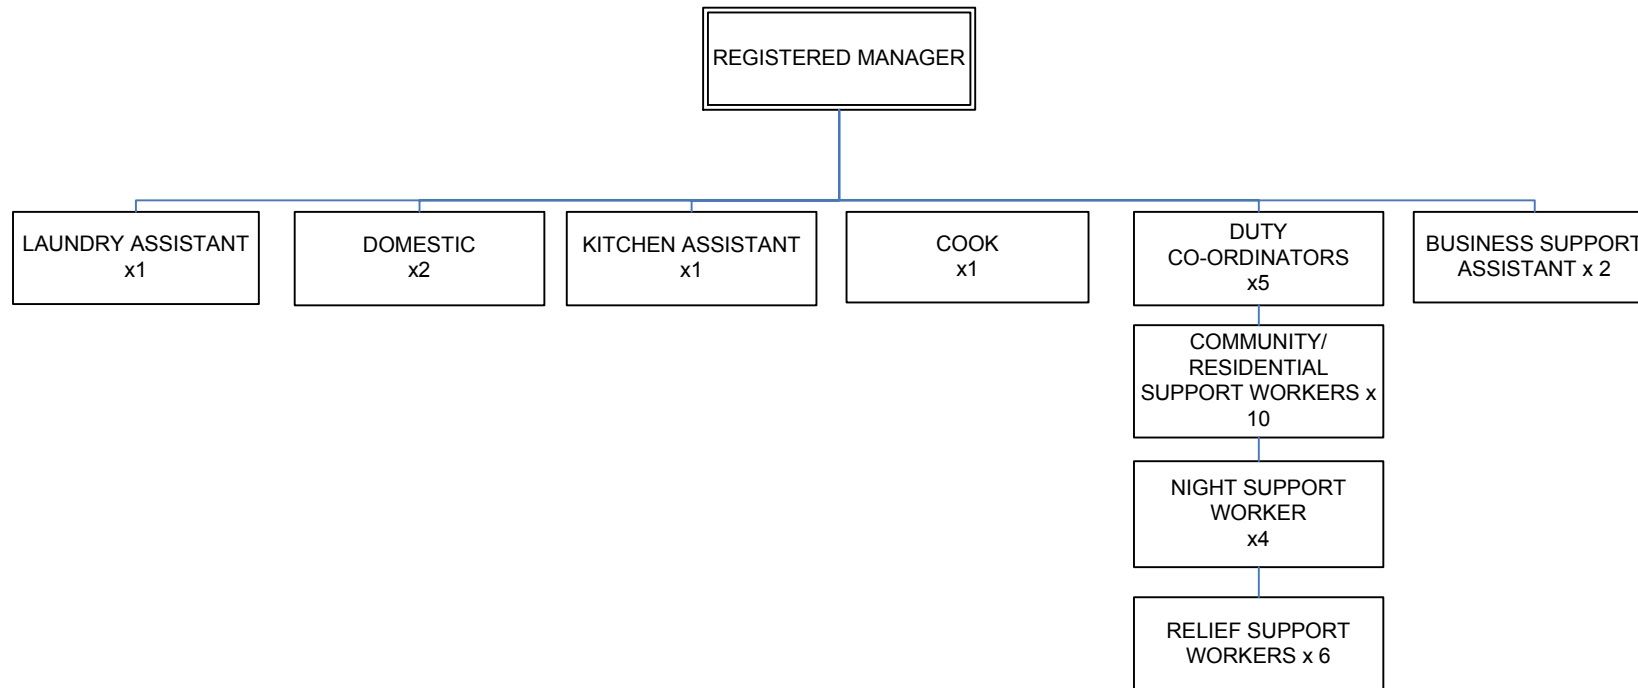 REGISTERED MANAGER
LAUNDRY ASSISTANT
x1
DOMESTIC
x2
KITCHEN ASSISTANT
x1
COOK
x1
DUTY
CO-ORDINATORS
x5
BUSINESS SUPPORT
ASSISTANT x 2
COMMUNITY/
RESIDENTIAL
SUPPORT WORKERS x
10
NIGHT SUPPORT
WORKER
x4
RELIEF SUPPORT
WORKERS x 6